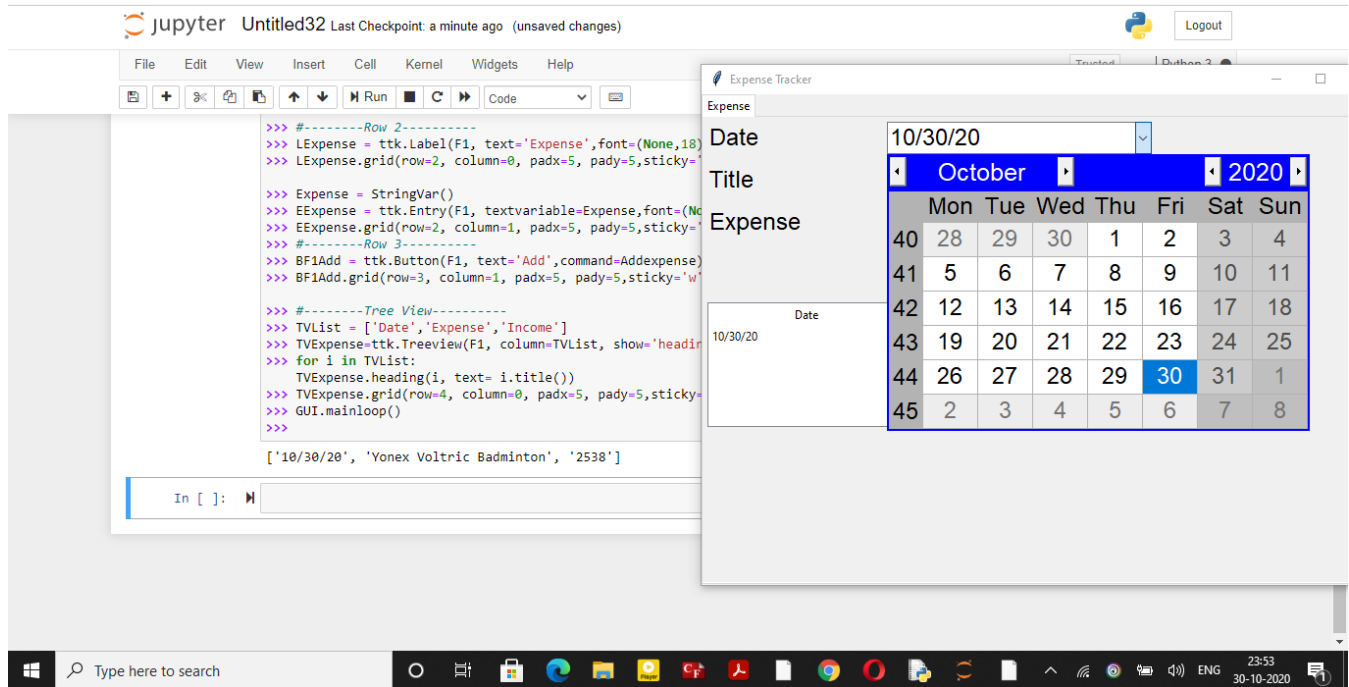 jupyter Untitled32 Last Checkpoint: a minute ago (unsaved changes)
Logout
File Edit View Insert Cell Kernel Widgets Help
Run Code
>>> #--------Row 2----------
>>> LExpense = ttk.Label(F1, text='Expense',font=(None,18)
>>> LExpense.grid(row=2, column=0, padx=5, pady=5,sticky='
>>> Expense = StringVar()
>>> EExpense = ttk.Entry(F1, textvariable=Expense,font=(No
>>> EExpense.grid(row=2, column=1, padx=5, pady=5,sticky='
>>> #--------Row 3----------
>>> BF1Add = ttk.Button(F1, text='Add',command=Addexpense)
>>> BF1Add.grid(row=3, column=1, padx=5, pady=5,sticky='w'
>>> #--------Tree View----------
>>> TVList = ['Date','Expense','Income']
>>> TVExpense=ttk.Treeview(F1, column=TVList, show='headin
>>> for i in TVList:
TVExpense.heading(i, text= i.title())
>>> TVExpense.grid(row=4, column=0, padx=5, pady=5,sticky=
>>> GUI.mainloop()
>>>
['10/30/20', 'Yonex Voltric Badminton', '2538']
In [ ]:
Expense Tracker
Expense
Date 10/30/20
Title
Expense
October 2020
Mon Tue Wed Thu Fri Sat Sun
40 28 29 30 1 2 3 4
41 5 6 7 8 9 10 11
42 12 13 14 15 16 17 18
43 19 20 21 22 23 24 25
44 26 27 28 29 30 31 1
45 2 3 4 5 6 7 8
Date
10/30/20
Type here to search
ENG
23:53
30-10-2020